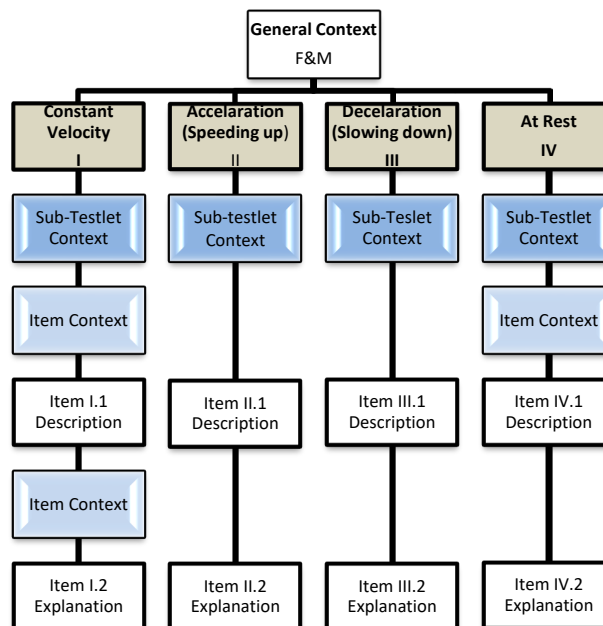 General Context
F&M
Constant
Velocity
I
Accelaration
(Speeding up)
II
Decelaration
(Slowing down)
III
At Rest
IV
Sub-Testlet
Context
Sub-testlet
Context
Sub-Teslet
Context
Sub-Testlet
Context
Item Context
Item Context
Item I.1
Description
Item II.1
Description
Item III.1
Description
Item IV.1
Description
Item Context
Item I.2
Explanation
Item II.2
Explanation
Item III.2
Explanation
Item IV.2
Explanation